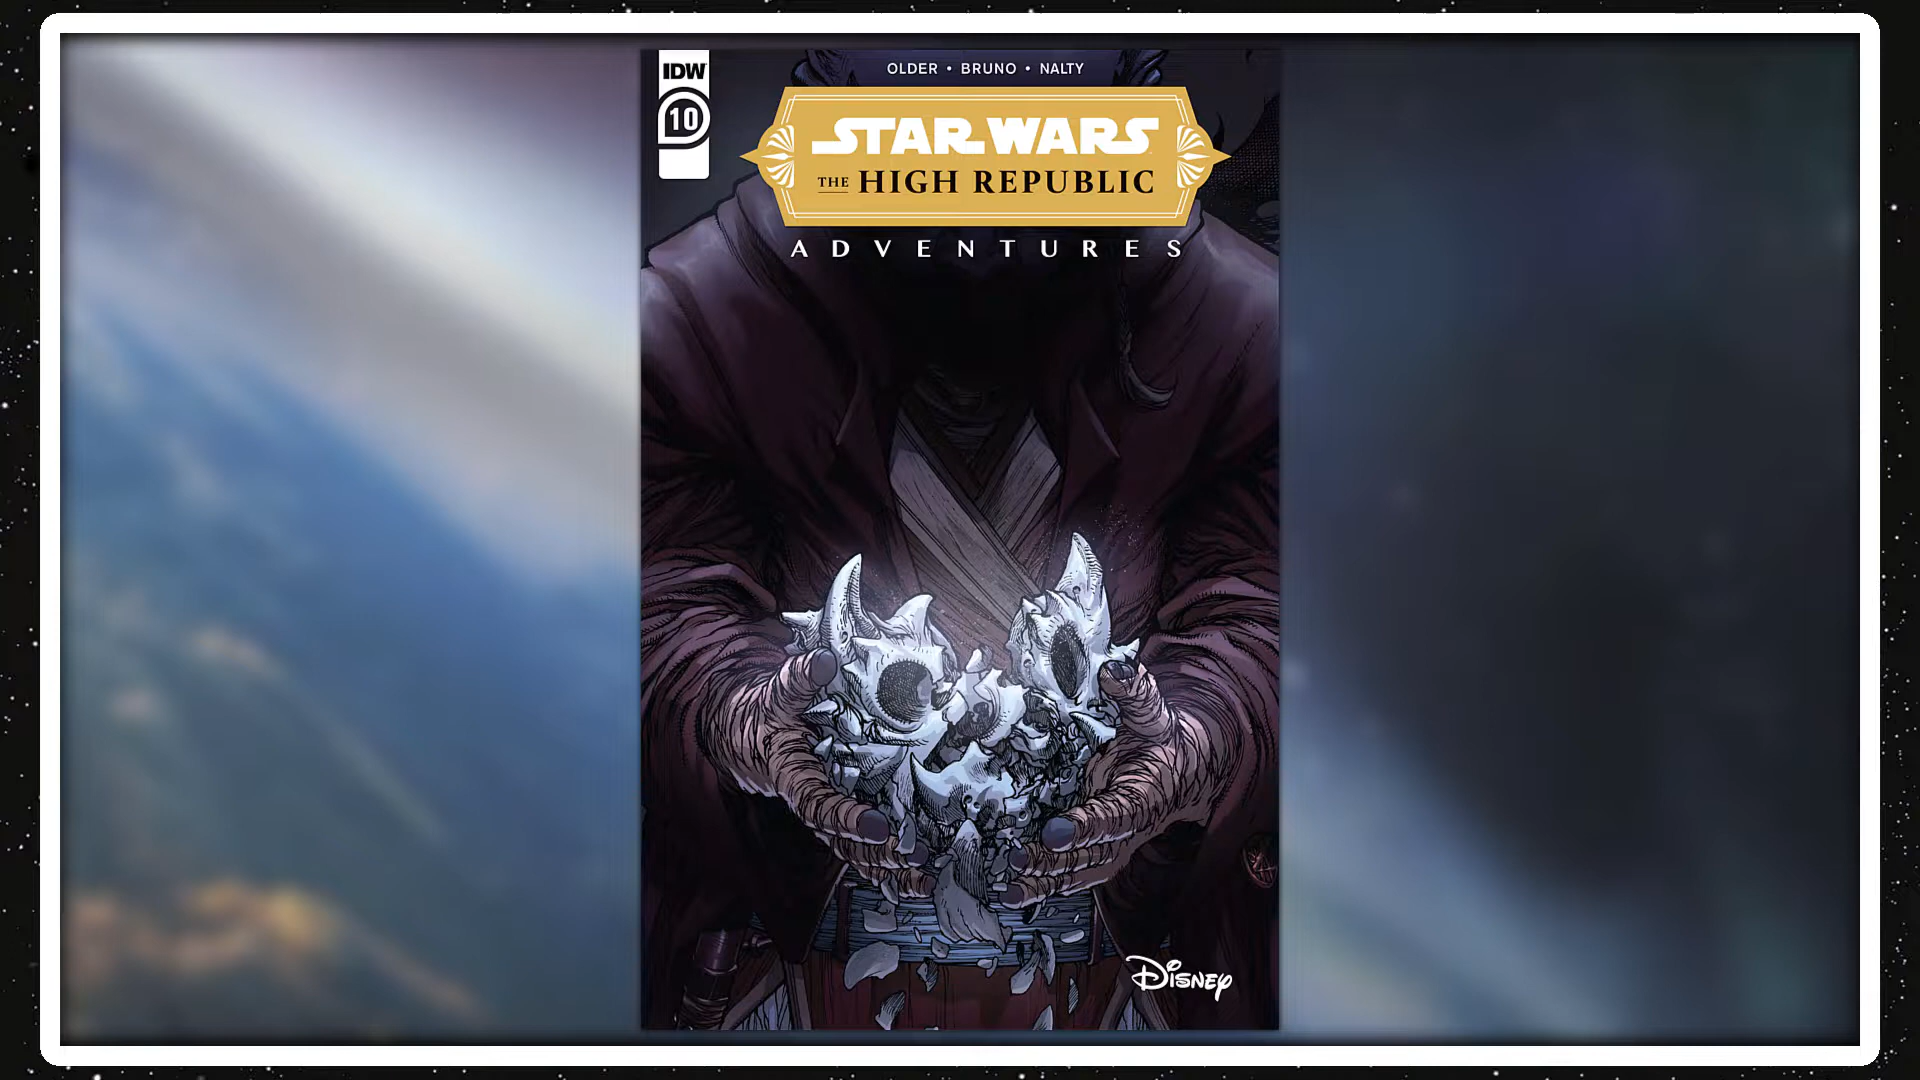 OLDER • BRUNO • NALTY
IDW
10
STAR WARS
THE HIGH REPUBLIC
ADVENTURES
DISNEY